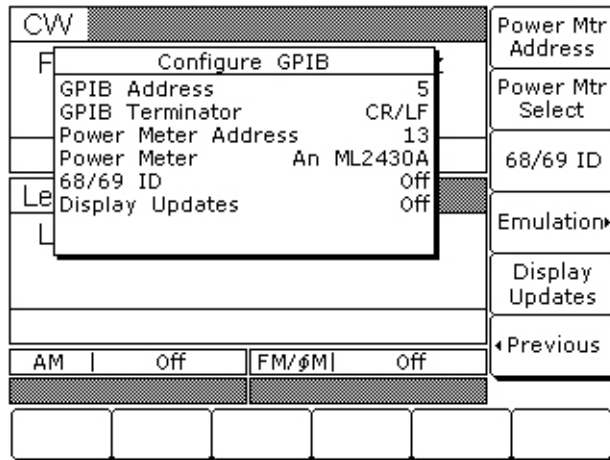 CW
F
Configure GPIB
GPIB Address 5
GPIB Terminator CR/LF
Power Meter Address 13
Power Meter An ML2430A
68/69 ID Off
Display Updates Off
Le
L
AM | Off FM/ϕM| Off
Power Mtr
Address
Power Mtr
Select
68/69 ID
Emulation▸
Display
Updates
◂Previous